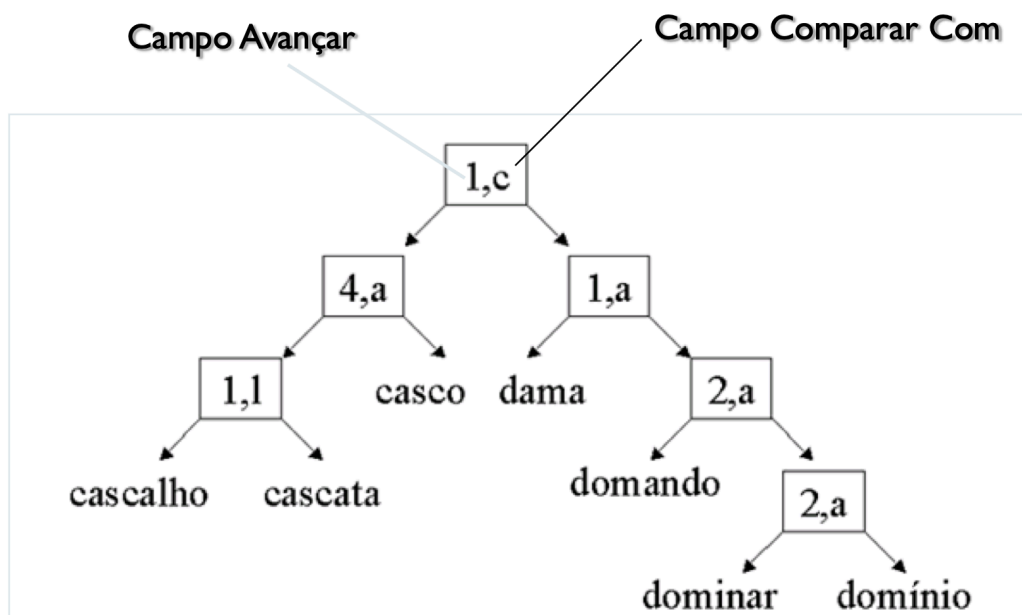 Campo Avançar Campo Comparar Com
1,c
4,a 1,a
1,l casco dama 2,a
cascalho cascata domando 2,a
dominar domínio